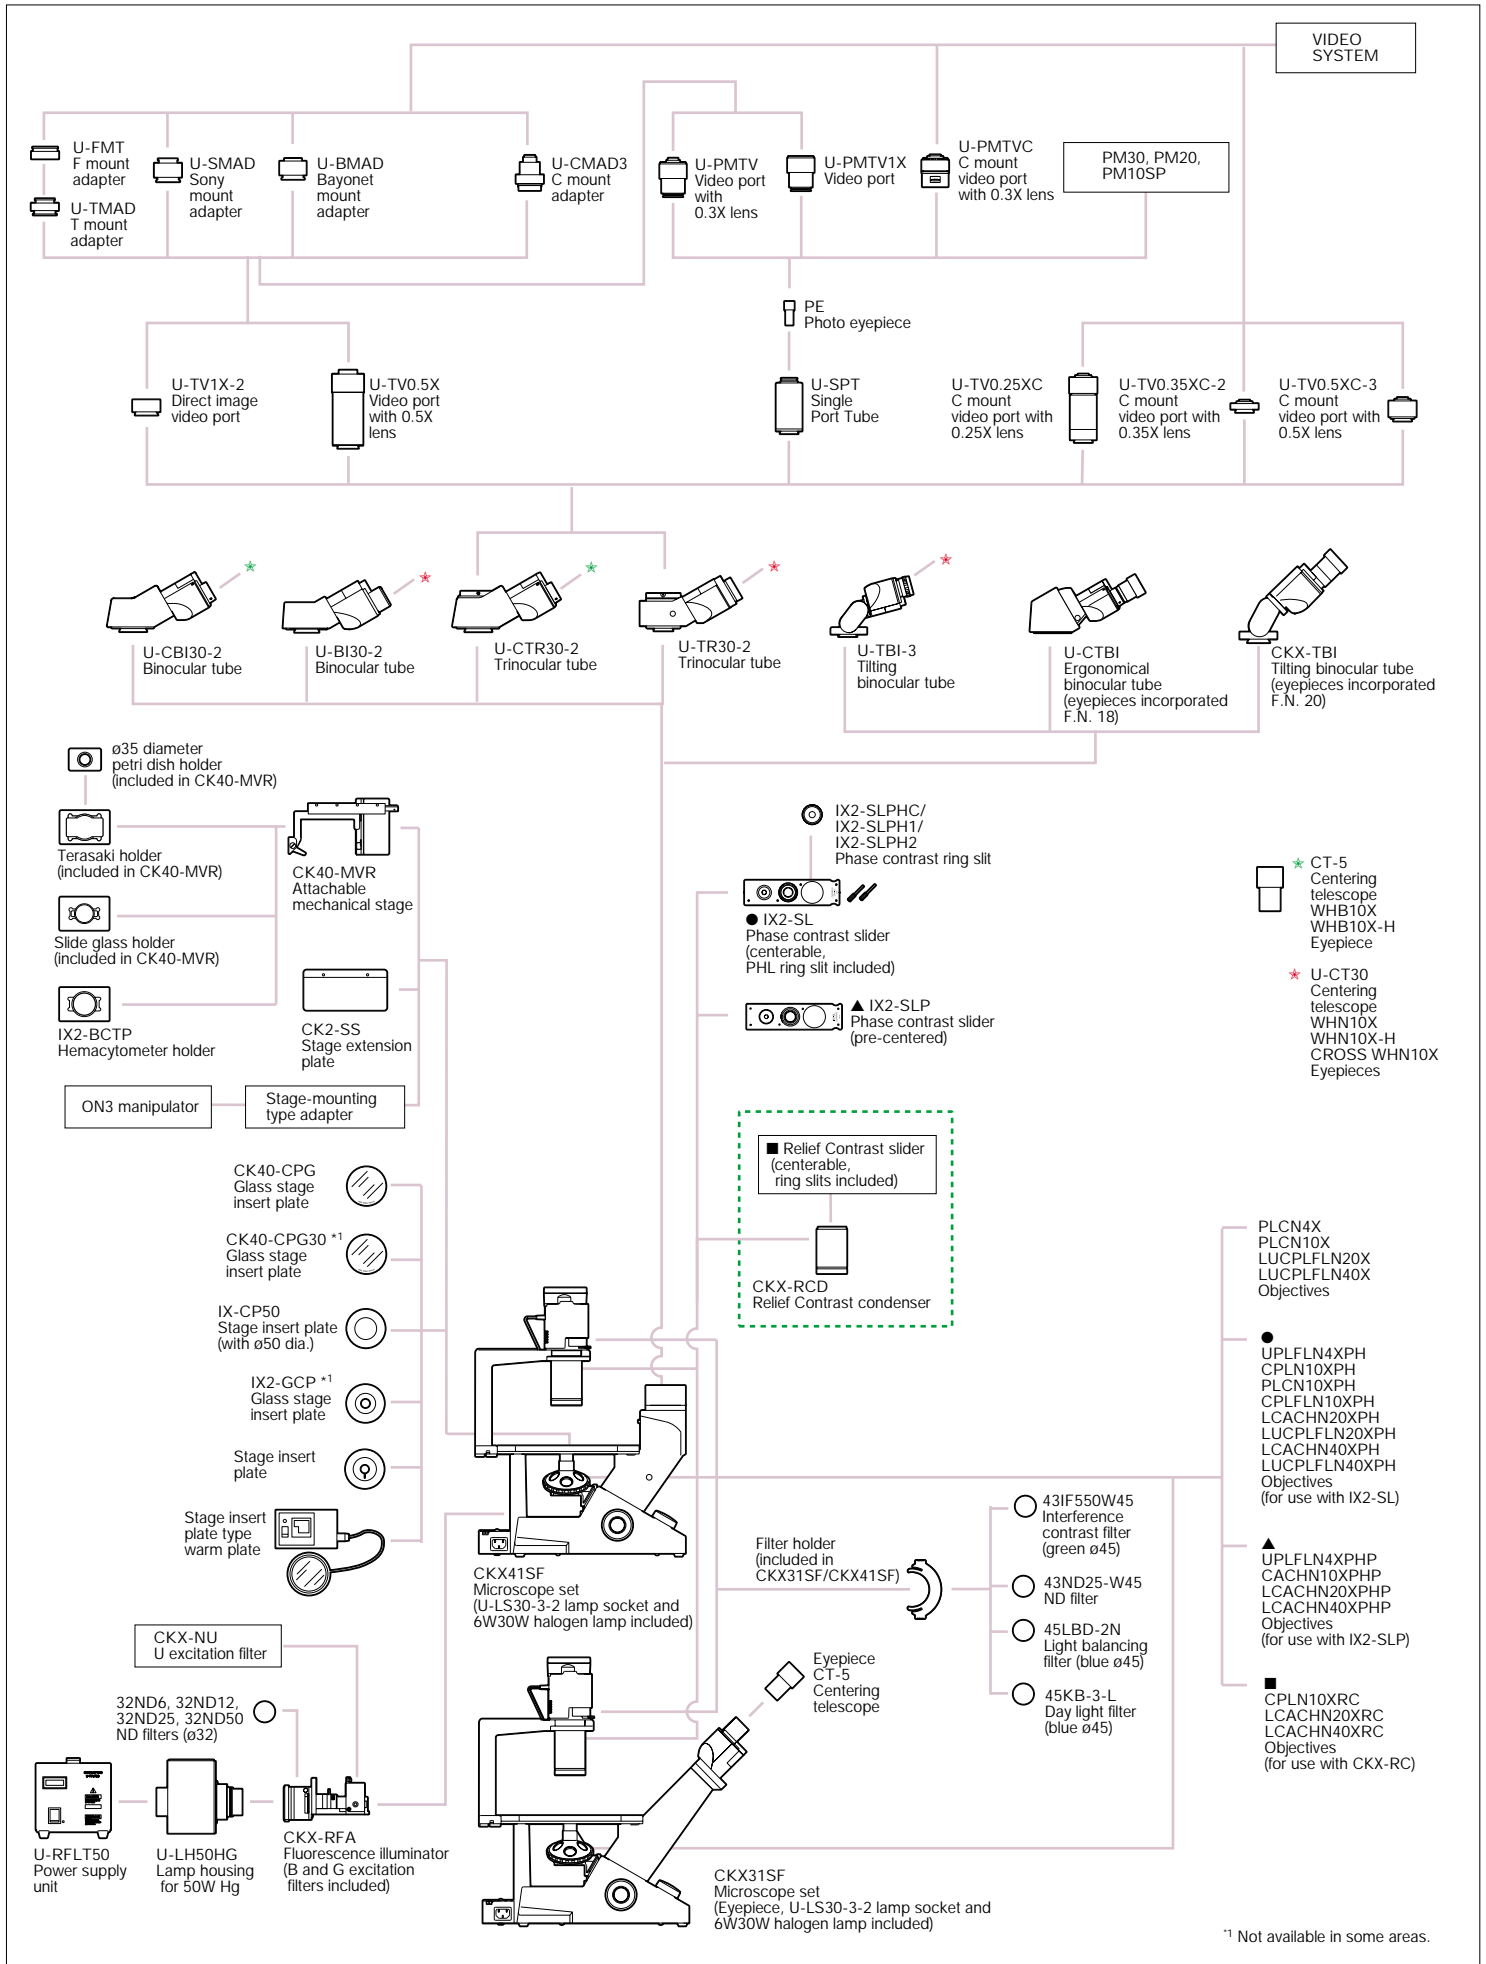 VIDEO
SYSTEM
U-FMT
F mount
adapter
U-TMAD
T mount
adapter
U-SMAD
Sony
mount
adapter
U-BMAD
Bayonet
mount
adapter
U-CMAD3
C mount
adapter
U-PMTV
Video port
with
0.3X lens
U-PMTV1X
Video port
U-PMTVC
C mount
video port
with 0.3X lens
PM30, PM20,
PM10SP
PE
Photo eyepiece
U-TV1X-2
Direct image
video port
U-TV0.5X
Video port
with 0.5X
lens
U-SPT
Single
Port Tube
U-TV0.25XC
C mount
video port with
0.25X lens
U-TV0.35XC-2
C mount
video port with
0.35X lens
U-TV0.5XC-3
C mount
video port with
0.5X lens
U-CBI30-2
Binocular tube
U-BI30-2
Binocular tube
U-CTR30-2
Trinocular tube
U-TR30-2
Trinocular tube
U-TBI-3
Tilting
binocular tube
U-CTBI
Ergonomical
binocular tube
(eyepieces incorporated
F.N. 18)
CKX-TBI
Tilting binocular tube
(eyepieces incorporated
F.N. 20)
ø35 diameter
petri dish holder
(included in CK40-MVR)
Terasaki holder
(included in CK40-MVR)
CK40-MVR
Attachable
mechanical stage
Slide glass holder
(included in CK40-MVR)
IX2-BCTP
Hemacytometer holder
CK2-SS
Stage extension
plate
ON3 manipulator
Stage-mounting
type adapter
IX2-SLPHC/
IX2-SLPH1/
IX2-SLPH2
Phase contrast ring slit
● IX2-SL
Phase contrast slider
(centerable,
PHL ring slit included)
▲ IX2-SLP
Phase contrast slider
(pre-centered)
CT-5
Centering
telescope
WHB10X
WHB10X-H
Eyepiece
U-CT30
Centering
telescope
WHN10X
WHN10X-H
CROSS WHN10X
Eyepieces
■ Relief Contrast slider
(centerable,
ring slits included)
CKX-RCD
Relief Contrast condenser
CK40-CPG
Glass stage
insert plate
CK40-CPG30 *1
Glass stage
insert plate
IX-CP50
Stage insert plate
(with ø50 dia.)
IX2-GCP *1
Glass stage
insert plate
Stage insert
plate
Stage insert
plate type
warm plate
CKX41SF
Microscope set
(U-LS30-3-2 lamp socket and
6W30W halogen lamp included)
PLCN4X
PLCN10X
LUCPLFLN20X
LUCPLFLN40X
Objectives
●
UPLFLN4XPH
CPLN10XPH
PLCN10XPH
CPLFLN10XPH
LCACHN20XPH
LUCPLFLN20XPH
LCACHN40XPH
LUCPLFLN40XPH
Objectives
(for use with IX2-SL)
▲
UPLFLN4XPHP
CACHN10XPHP
LCACHN20XPHP
LCACHN40XPHP
Objectives
(for use with IX2-SLP)
■
CPLN10XRC
LCACHN20XRC
LCACHN40XRC
Objectives
(for use with CKX-RC)
Filter holder
(included in
CKX31SF/CKX41SF)
43IF550W45
Interference
contrast filter
(green ø45)
43ND25-W45
ND filter
45LBD-2N
Light balancing
filter (blue ø45)
45KB-3-L
Day light filter
(blue ø45)
CKX-NU
U excitation filter
32ND6, 32ND12,
32ND25, 32ND50
ND filters (ø32)
U-RFLT50
Power supply
unit
U-LH50HG
Lamp housing
for 50W Hg
CKX-RFA
Fluorescence illuminator
(B and G excitation
filters included)
Eyepiece
CT-5
Centering
telescope
CKX31SF
Microscope set
(Eyepiece, U-LS30-3-2 lamp socket and
6W30W halogen lamp included)
*1 Not available in some areas.